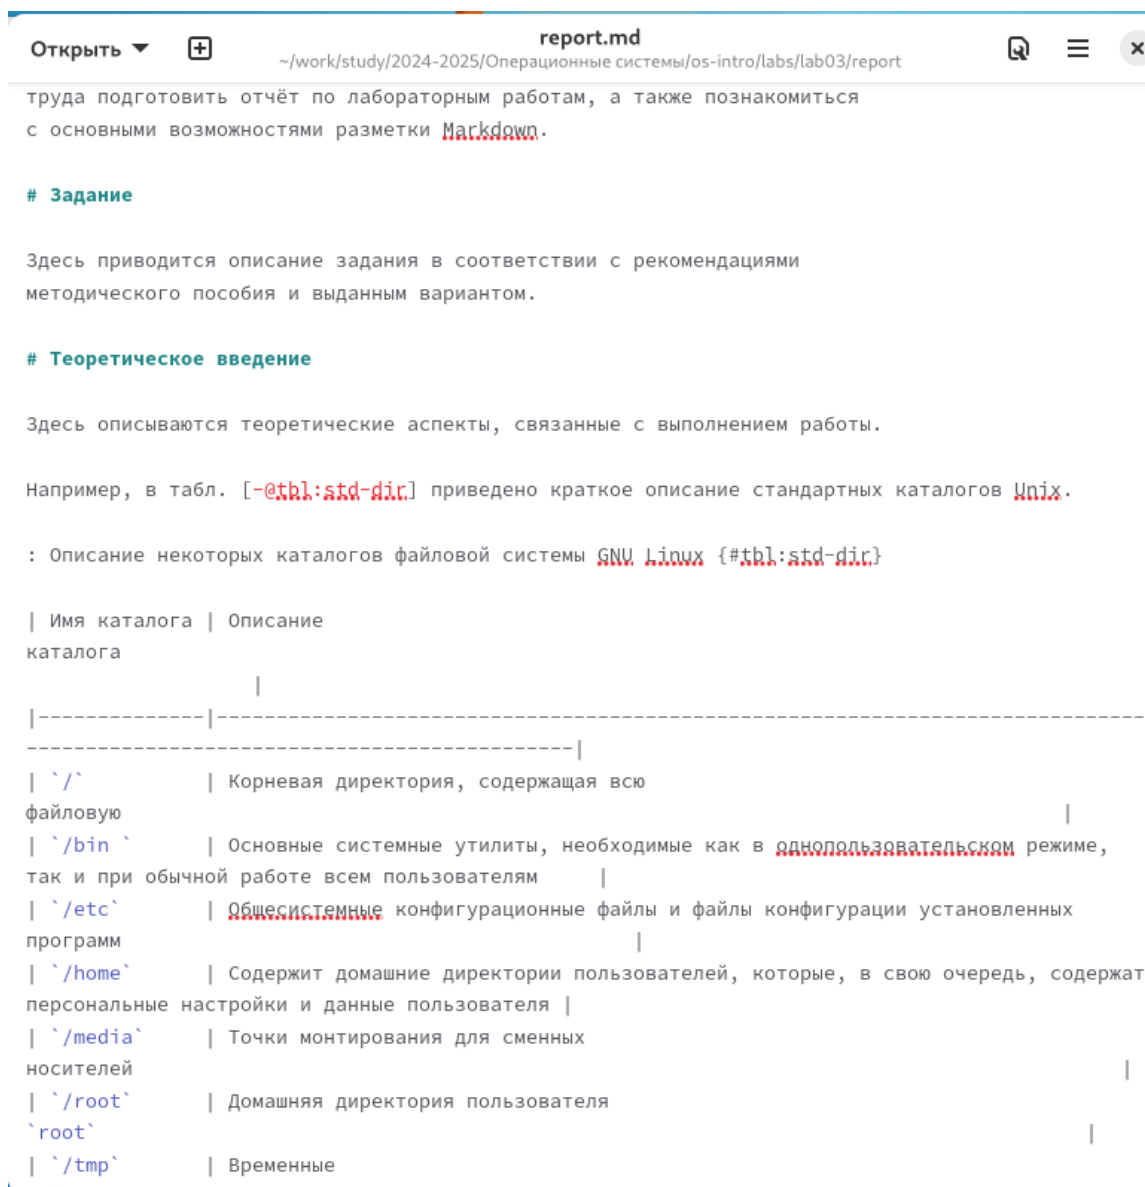 Открыть
report.md
~/work/study/2024-2025/Операционные системы/os-intro/labs/lab03/report
труда подготовить отчёт по лабораторным работам, а также познакомиться
с основными возможностями разметки Markdown.
# Задание
Здесь приводится описание задания в соответствии с рекомендациями
методического пособия и выданным вариантом.
# Теоретическое введение
Здесь описываются теоретические аспекты, связанные с выполнением работы.
Например, в табл. [-@tbl:std-dir] приведено краткое описание стандартных каталогов Unix.
: Описание некоторых каталогов файловой системы GNU Linux {#tbl:std-dir}
| Имя каталога | Описание
каталога
|
|--------------|------------------------------------------------------------------------------
----------------------------------------------|
| `/`          | Корневая директория, содержащая всю
файловую |
| `/bin `      | Основные системные утилиты, необходимые как в однопользовательском режиме,
так и при обычной работе всем пользователям |
| `/etc`       | Общесистемные конфигурационные файлы и файлы конфигурации установленных
программ |
| `/home`      | Содержит домашние директории пользователей, которые, в свою очередь, содержат
персональные настройки и данные пользователя |
| `/media`     | Точки монтирования для сменных
носителей |
| `/root`      | Домашняя директория пользователя
`root` |
| `/tmp`       | Временные